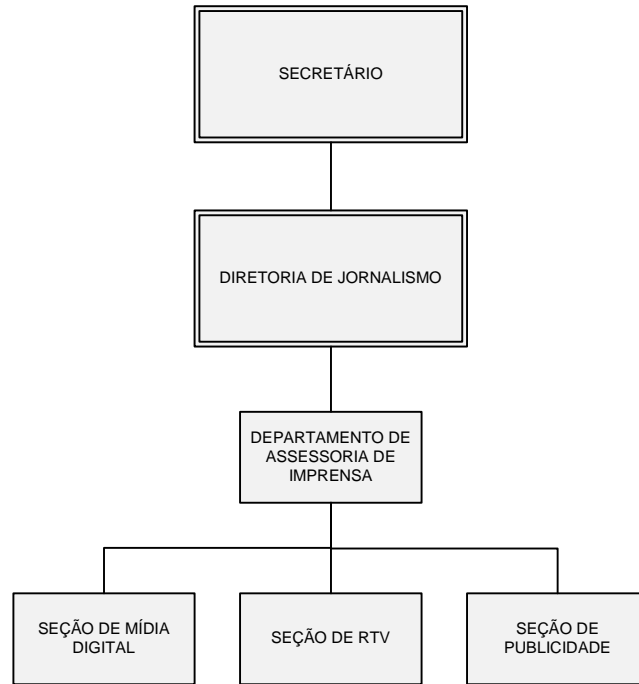 SECRETÁRIO
DIRETORIA DE JORNALISMO
DEPARTAMENTO DE
ASSESSORIA DE
IMPRENSA
SEÇÃO DE MÍDIA
DIGITAL
SEÇÃO DE RTV
SEÇÃO DE
PUBLICIDADE